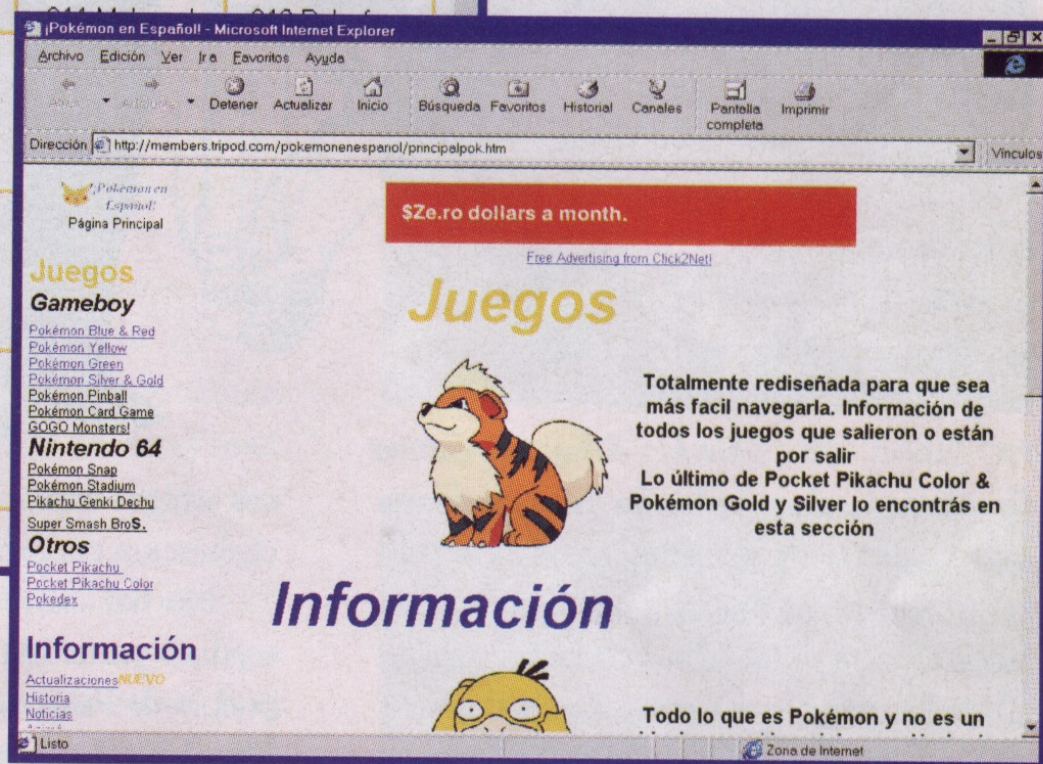 ¡Pokémon en Español! - Microsoft Internet Explorer
Archivo Edición Ver Ir a Favoritos Ayuda
Detener Actualizar Inicio Búsqueda Favoritos Historial Canales Pantalla completa Imprimir
Dirección http://members.tripod.com/pokemonenespanol/principalpok.htm Vínculos
¡Pokémon en
Español!
Página Principal
Juegos
Gameboy
Pokémon Blue & Red
Pokémon Yellow
Pokémon Green
Pokémon Silver & Gold
Pokémon Pinball
Pokémon Card Game
GOGO Monsters!
Nintendo 64
Pokémon Snap
Pokémon Stadium
Pikachu Genki Dechu
Super Smash BroS.
Otros
Pocket Pikachu
Pocket Pikachu Color
Pokedex
Información
Actualizaciones NUEVO
Historia
Noticias
$Ze.ro dollars a month.
Free Advertising from Click2Net!
Juegos
Totalmente rediseñada para que sea
más facil navegarla. Información de
todos los juegos que salieron o están
por salir
Lo último de Pocket Pikachu Color &
Pokémon Gold y Silver lo encontrás en
esta sección
Información
Todo lo que es Pokémon y no es un
Listo
Zona de Internet